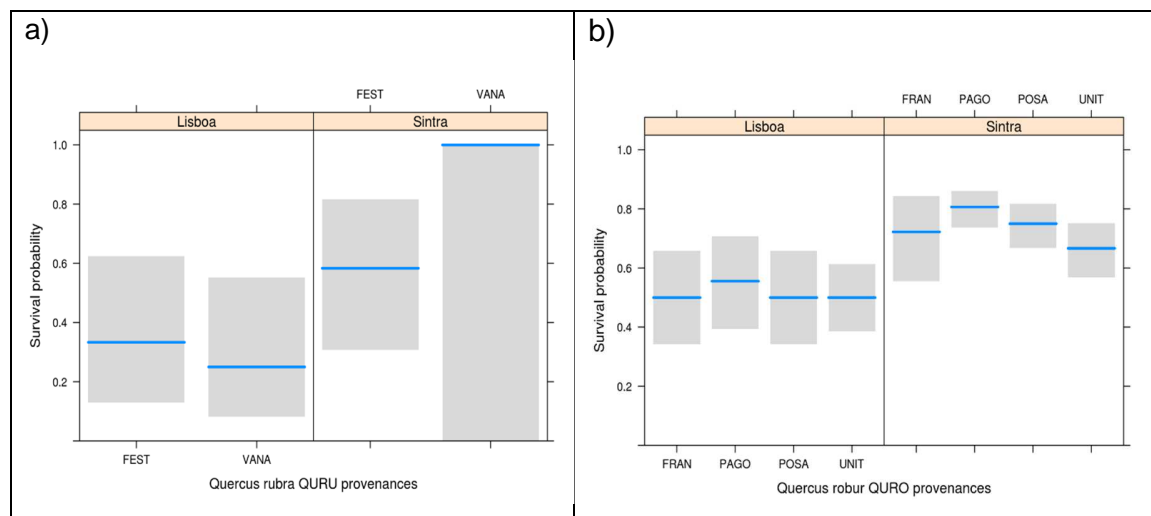 a)
FEST VANA
Lisboa Sintra
1.0
0.8
0.6
0.4
0.2
Survival probability
FEST VANA
Quercus rubra QURU provenances
b)
FRAN PAGO POSA UNIT
Lisboa Sintra
1.0
0.8
0.6
0.4
0.2
Survival probability
FRAN PAGO POSA UNIT
Quercus robur QURO provenances